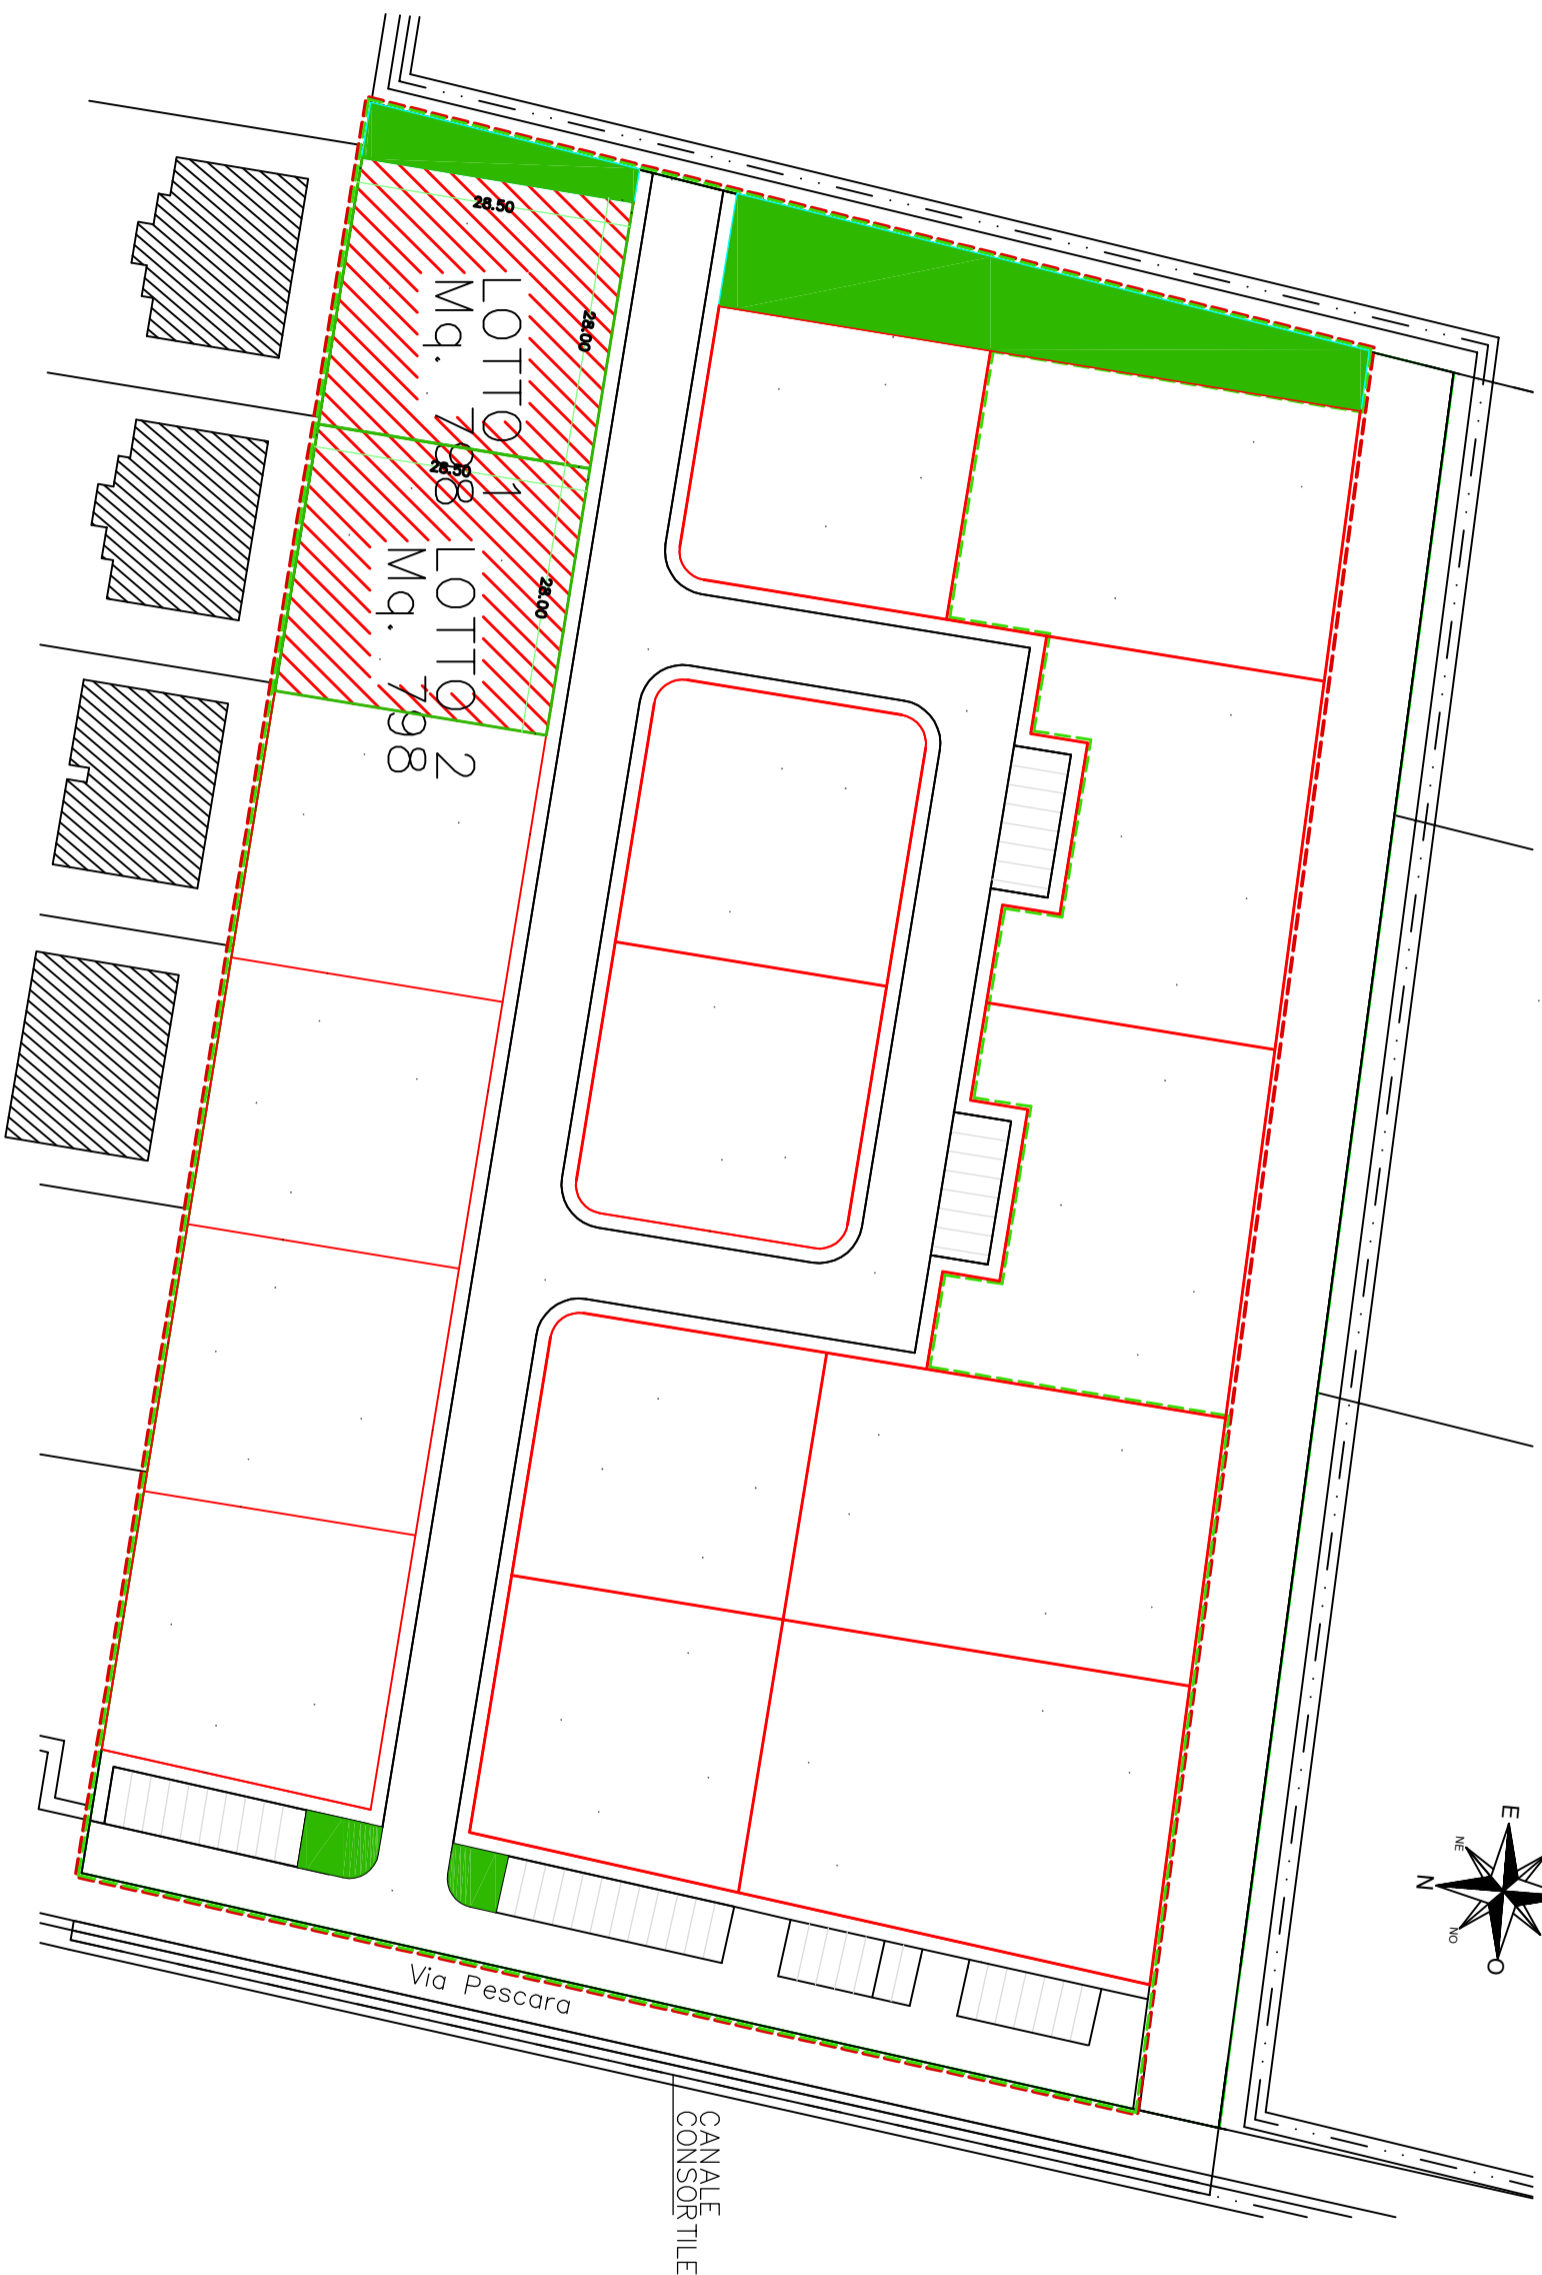 28.50
28.00
LOTTO 1
Mq. 798
28.50
28.00
LOTTO 2
Mq. 798
Via Pescara
CANALE
CONSORTILE
E
NE
N
NO
O